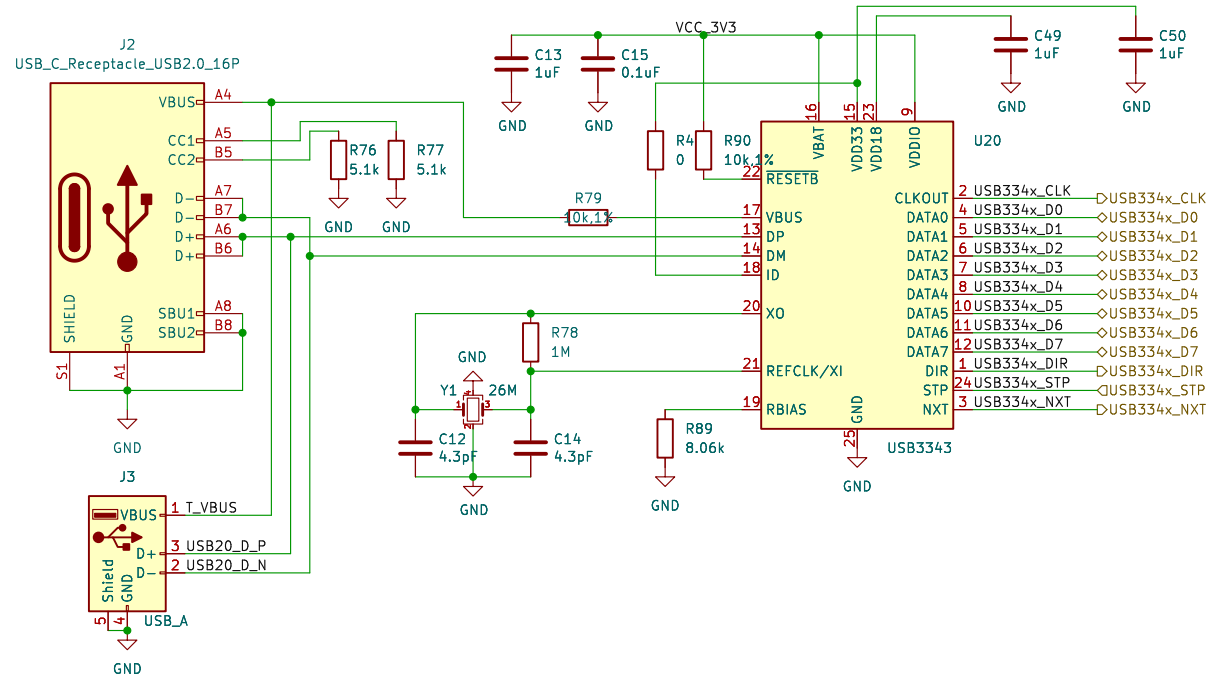 J2
USB_C_Receptacle_USB2.0_16P
VBUS
A4
CC1
A5
CC2
B5
D-
A7
D-
B7
D+
A6
D+
B6
SBU1
A8
SBU2
B8
SHIELD
GND
S1
A1
GND
R76
5.1k
GND
R77
5.1k
GND
J3
VBUS
1
T_VBUS
D+
3
USB20_D_P
D-
2
USB20_D_N
Shield
GND
5
4
USB_A
GND
VCC_3V3
C13
1uF
GND
C15
0.1uF
GND
R4
0
R90
10k,1%
R79
10k,1%
C49
1uF
GND
C50
1uF
GND
R78
1M
GND
Y1
26M
1
2
3
4
C12
4.3pF
C14
4.3pF
GND
R89
8.06k
GND
U20
USB3343
16
VBAT
15
VDD33
23
VDD18
9
VDDIO
22
RESETB
17
VBUS
13
DP
14
DM
18
ID
20
XO
21
REFCLK/XI
19
RBIAS
GND
25
GND
CLKOUT 2 USB334x_CLK USB334x_CLK
DATA0 4 USB334x_D0 USB334x_D0
DATA1 5 USB334x_D1 USB334x_D1
DATA2 6 USB334x_D2 USB334x_D2
DATA3 7 USB334x_D3 USB334x_D3
DATA4 8 USB334x_D4 USB334x_D4
DATA5 10 USB334x_D5 USB334x_D5
DATA6 11 USB334x_D6 USB334x_D6
DATA7 12 USB334x_D7 USB334x_D7
DIR 1 USB334x_DIR USB334x_DIR
STP 24 USB334x_STP USB334x_STP
NXT 3 USB334x_NXT USB334x_NXT